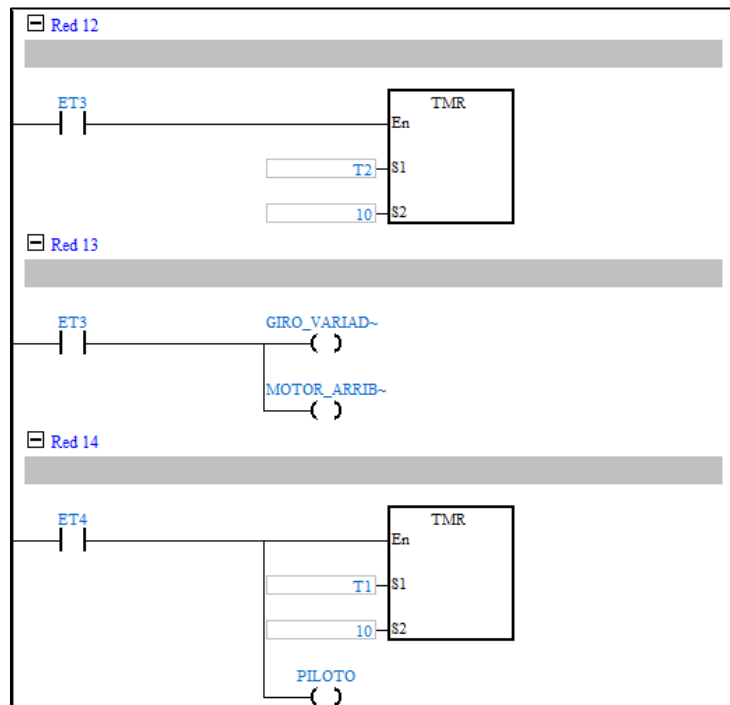 Red 12
ET3
TMR
En
T2 S1
10 S2
Red 13
ET3 GIRO_VARIAD~
MOTOR_ARRIB~
Red 14
ET4
TMR
En
T1 S1
10 S2
PILOTO